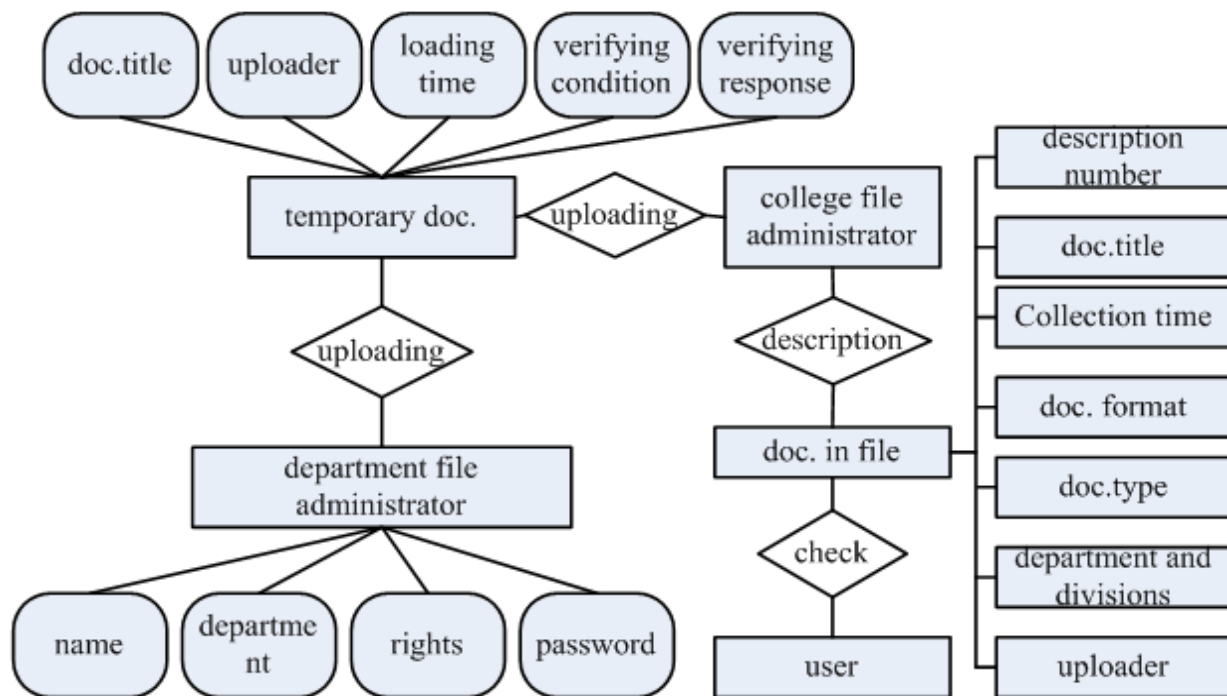 doc.title
uploader
loading
time
verifying
condition
verifying
response
temporary doc.
uploading
college file
administrator
description
number
doc.title
Collection time
doc. format
doc.type
department and
divisions
uploader
uploading
description
department file
administrator
doc. in file
check
name
departme
nt
rights
password
user